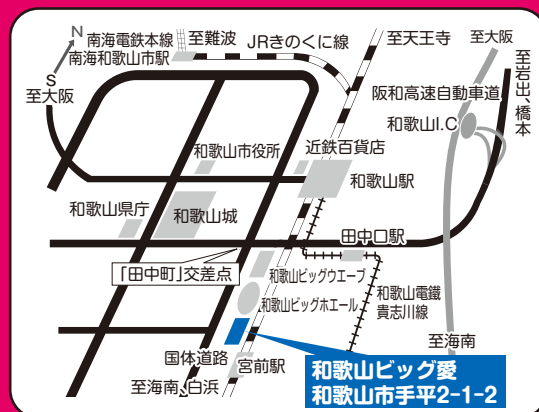 N
S
至大阪
南海電鉄本線
南海和歌山市駅
至難波
JRきのくに線
至天王寺
至大阪
至岩出、橋本
阪和高速自動車道
和歌山I.C
近鉄百貨店
和歌山市役所
和歌山駅
和歌山県庁
和歌山城
田中口駅
「田中町」交差点
和歌山ビッグウエーブ
和歌山ビッグホエール
和歌山電鐵
貴志川線
国体道路
宮前駅
至海南、白浜
至海南
和歌山ビッグ愛
和歌山市手平2-1-2